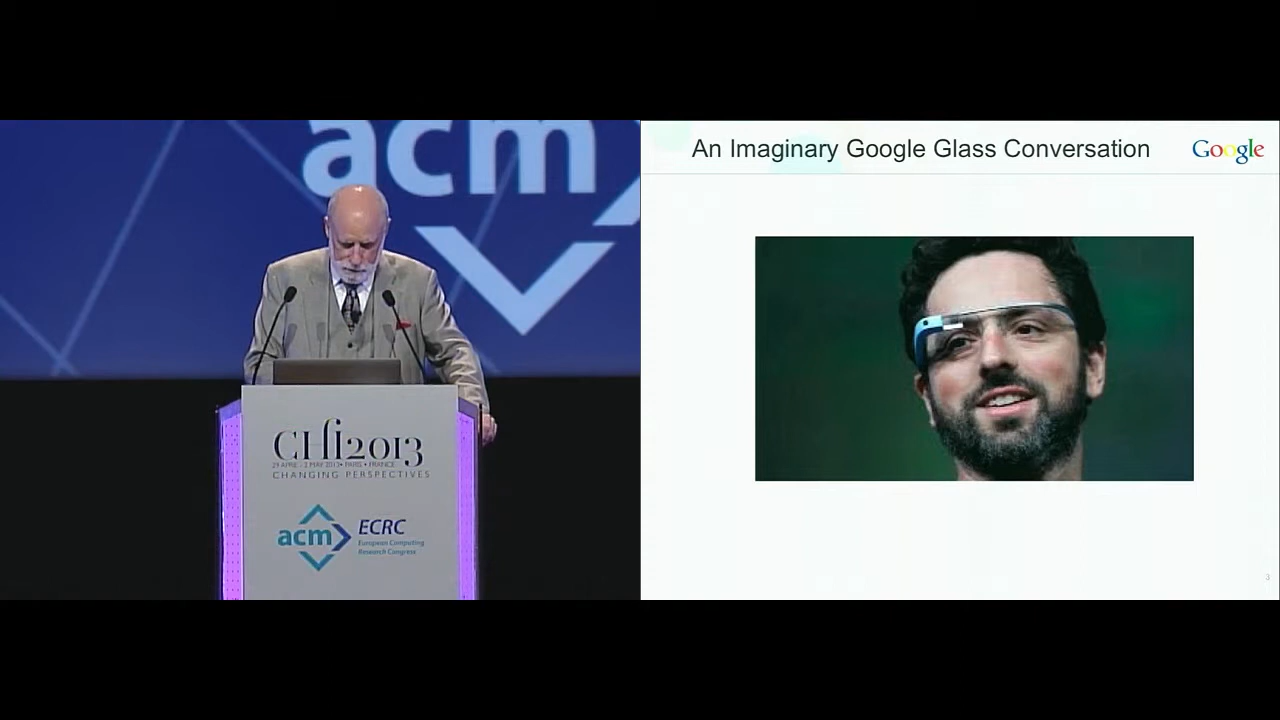 acm
CHI2013
29 APRIL - 2 MAY 2013 • PARIS • FRANCE
CHANGING PERSPECTIVES
acm
ECRC
European Computing
Research Congress
An Imaginary Google Glass Conversation
Google
3